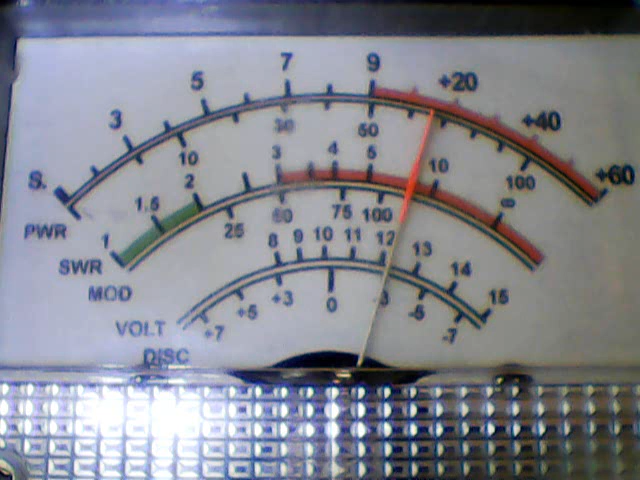 S. 3 5 7 9 +20 +40 +60
PWR 10 30 50 100
SWR 1 1.5 2 3 4 5 10 ∞
MOD 25 60 75 100
VOLT 8 9 10 11 12 13 14 15
DISC +7 +5 +3 0 -3 -5 -7